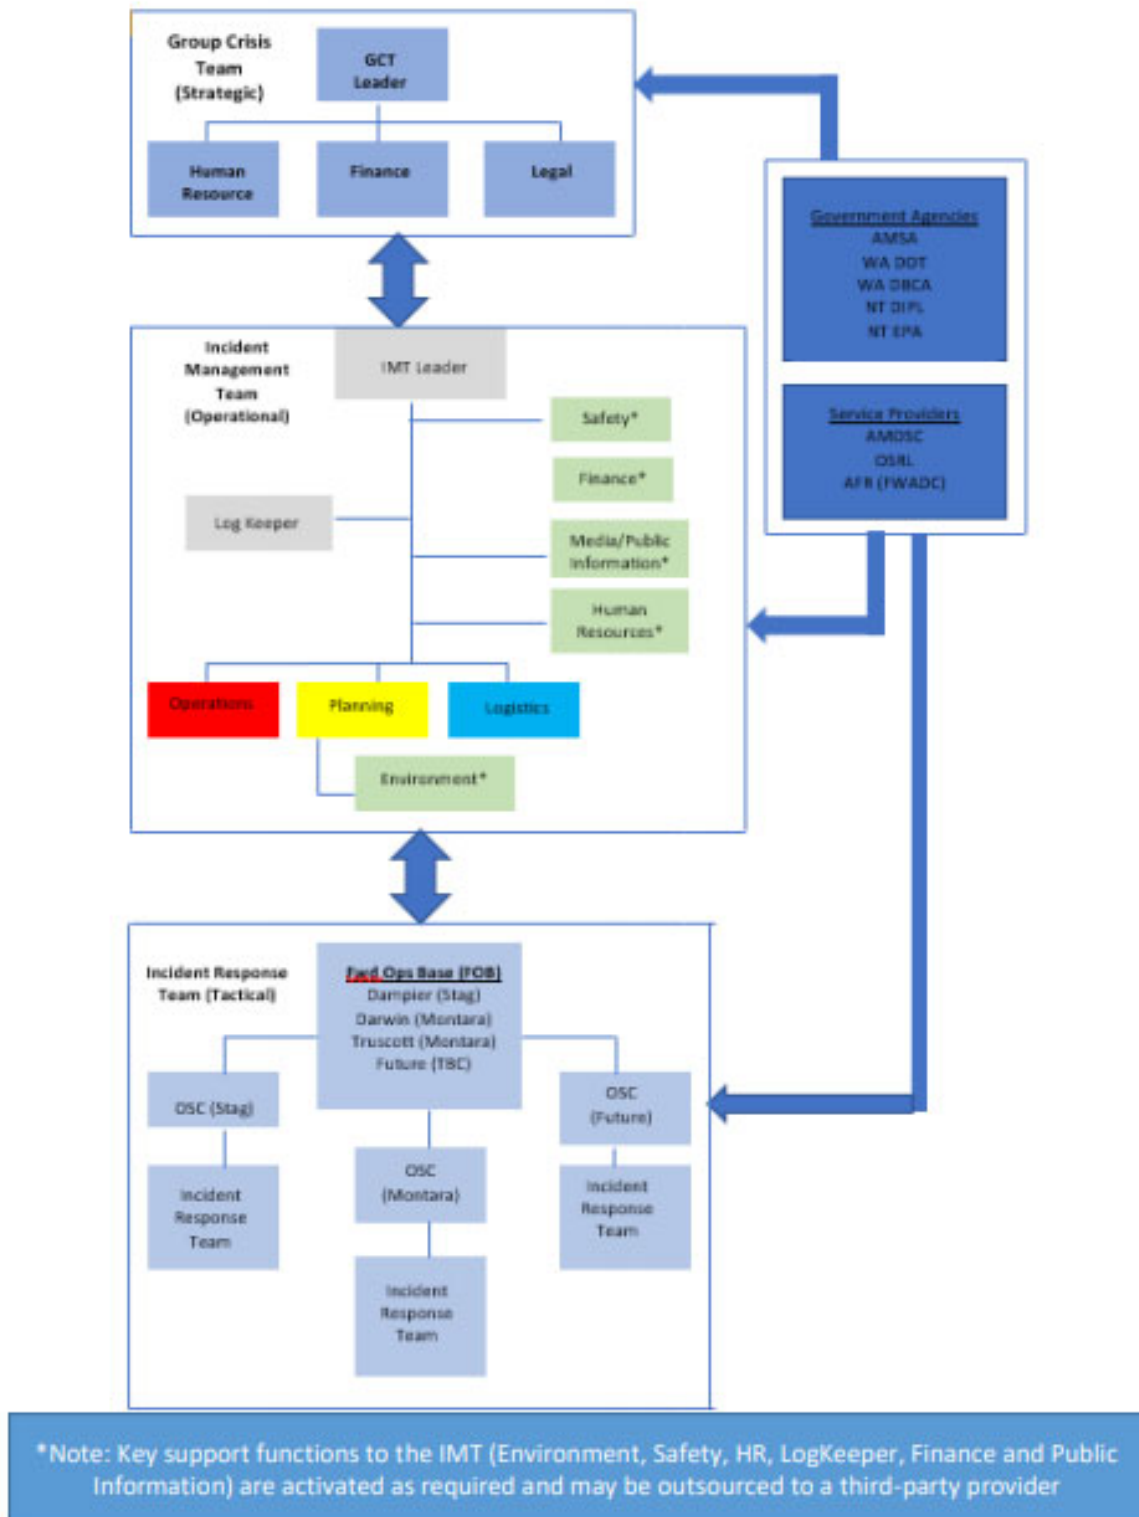 Group Crisis
Team
(Strategic)
GCT
Leader
Human
Resource
Finance
Legal
Government Agencies
AMSA
WA DOT
WA DBCA
NT DIPL
NT EPA
Service Providers
AMOSC
OSRL
AFR (FWADC)
Incident
Management
Team
(Operational)
IMT Leader
Safety*
Finance*
Log Keeper
Media/Public
Information*
Human
Resources*
Operations
Planning
Logistics
Environment*
Incident Response
Team (Tactical)
Fwd Ops Base (FOB)
Dampier (Stag)
Darwin (Montara)
Truscott (Montara)
Future (TBC)
OSC (Stag)
Incident
Response
Team
OSC
(Montara)
Incident
Response
Team
OSC
(Future)
Incident
Response
Team
*Note: Key support functions to the IMT (Environment, Safety, HR, LogKeeper, Finance and Public
Information) are activated as required and may be outsourced to a third-party provider